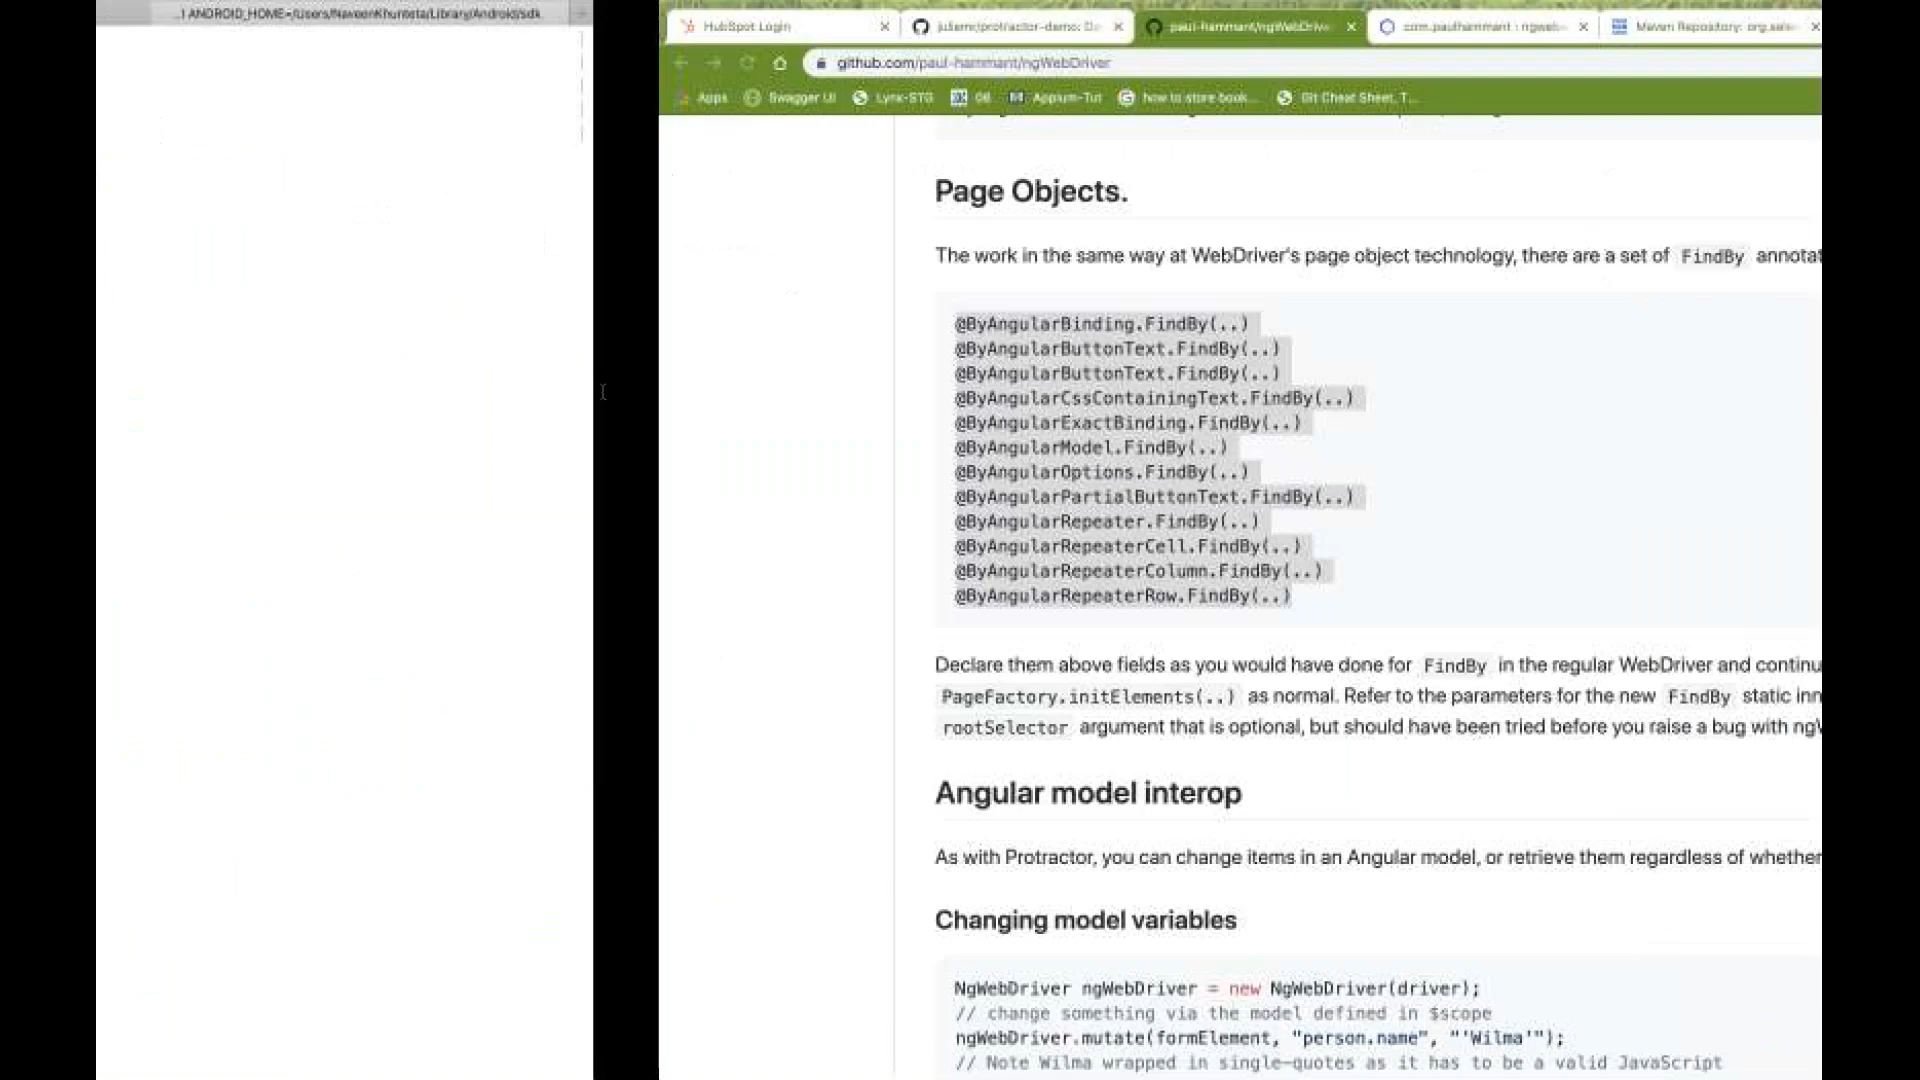 ...) ANDROID_HOME=/Users/NaveenKhunteta/Library/Android/sdk
HubSpot Login
juliemr/protractor-demo: De
paul-hammant/ngWebDrive
com.paulhammant : ngweb
Maven Repository: org.sele
github.com/paul-hammant/ngWebDriver
Apps
Swagger UI
Lynx-STG
Appium-Tut
how to store book...
Git Cheat Sheet, T...
Page Objects.
The work in the same way at WebDriver's page object technology, there are a set of FindBy annotat
@ByAngularBinding.FindBy(..)
@ByAngularButtonText.FindBy(..)
@ByAngularButtonText.FindBy(..)
@ByAngularCssContainingText.FindBy(..)
@ByAngularExactBinding.FindBy(..)
@ByAngularModel.FindBy(..)
@ByAngularOptions.FindBy(..)
@ByAngularPartialButtonText.FindBy(..)
@ByAngularRepeater.FindBy(..)
@ByAngularRepeaterCell.FindBy(..)
@ByAngularRepeaterColumn.FindBy(..)
@ByAngularRepeaterRow.FindBy(..)
Declare them above fields as you would have done for FindBy in the regular WebDriver and continu
PageFactory.initElements(..) as normal. Refer to the parameters for the new FindBy static inn
rootSelector argument that is optional, but should have been tried before you raise a bug with ng
Angular model interop
As with Protractor, you can change items in an Angular model, or retrieve them regardless of whether
Changing model variables
NgWebDriver ngWebDriver = new NgWebDriver(driver);
// change something via the model defined in $scope
ngWebDriver.mutate(formElement, "person.name", "'Wilma'");
// Note Wilma wrapped in single-quotes as it has to be a valid JavaScript